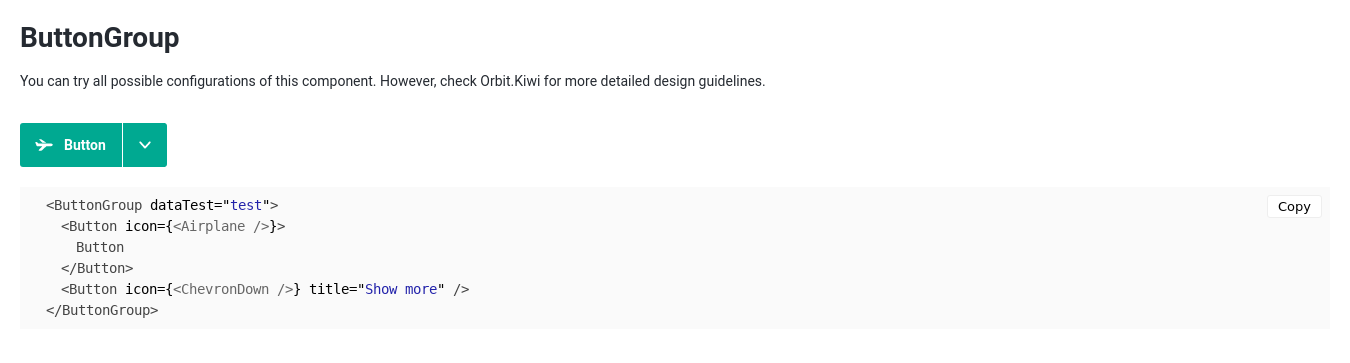 ButtonGroup
You can try all possible configurations of this component. However, check Orbit.Kiwi for more detailed design guidelines.
Button
Copy
<ButtonGroup dataTest="test">
  <Button icon={<Airplane />}>
    Button
  </Button>
  <Button icon={<ChevronDown />} title="Show more" />
</ButtonGroup>